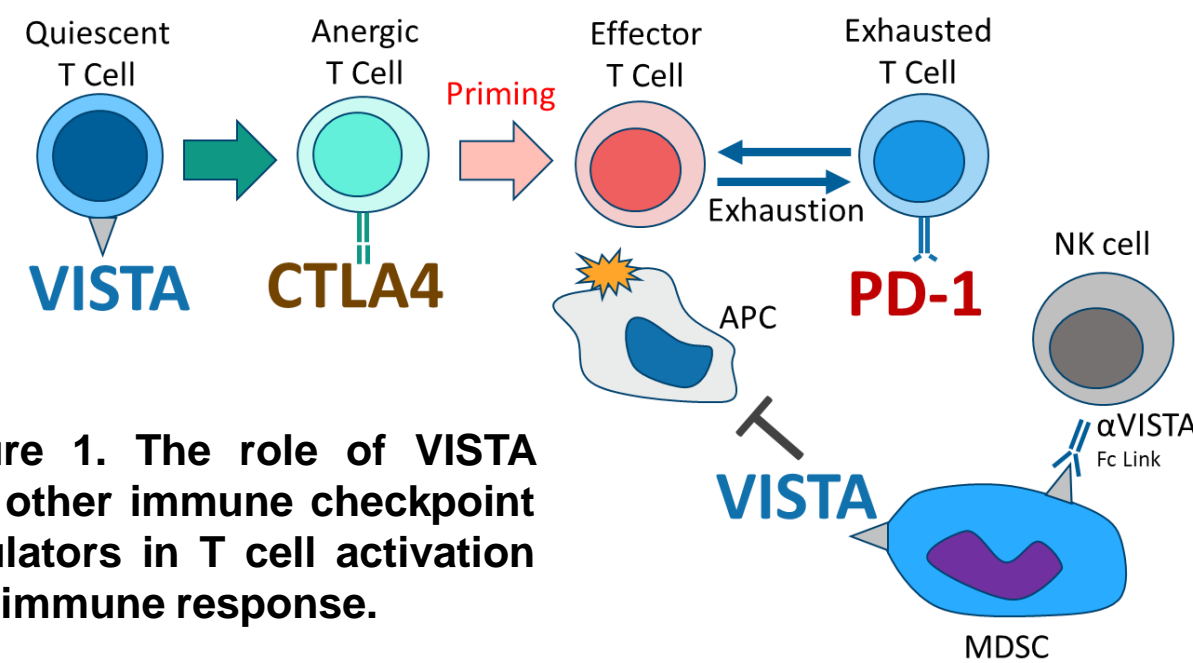 Quiescent
T Cell
Anergic
T Cell
Priming
Effector
T Cell
Exhausted
T Cell
Exhaustion
VISTA
CTLA4
PD-1
NK cell
APC
αVISTA
Fc Link
VISTA
MDSC
ure 1. The role of VISTA
other immune checkpoint
ulators in T cell activation
immune response.